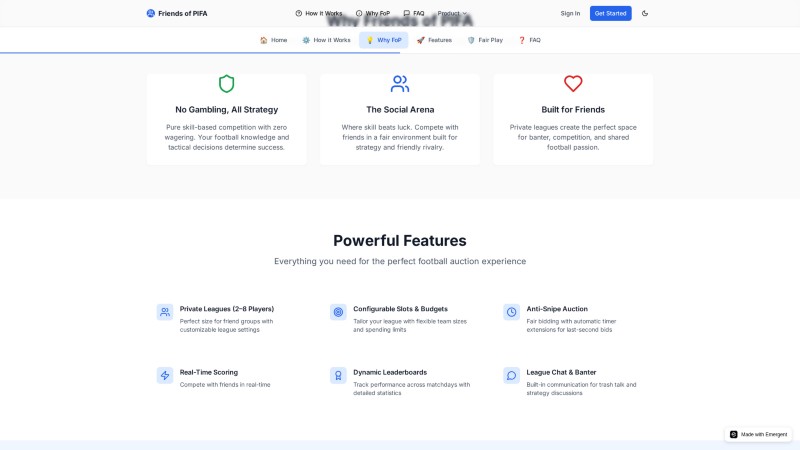 Friends of PIFA
How It Works
Why FoP
FAQ
Product
Sign In
Get Started
Why Friends of PIFA
🏠 Home
⚙️ How It Works
💡 Why FoP
🚀 Features
🛡️ Fair Play
❓ FAQ
No Gambling, All Strategy
Pure skill-based competition with zero
wagering. Your football knowledge and
tactical decisions determine success.
The Social Arena
Where skill beats luck. Compete with
friends in a fair environment built for
strategy and friendly rivalry.
Built for Friends
Private leagues create the perfect space
for banter, competition, and shared
football passion.
Powerful Features
Everything you need for the perfect football auction experience
Private Leagues (2–8 Players)
Perfect size for friend groups with
customizable league settings
Configurable Slots & Budgets
Tailor your league with flexible team sizes
and spending limits
Anti-Snipe Auction
Fair bidding with automatic timer
extensions for last-second bids
Real-Time Scoring
Compete with friends in real-time
Dynamic Leaderboards
Track performance across matchdays with
detailed statistics
League Chat & Banter
Built-in communication for trash talk and
strategy discussions
Made with Emergent